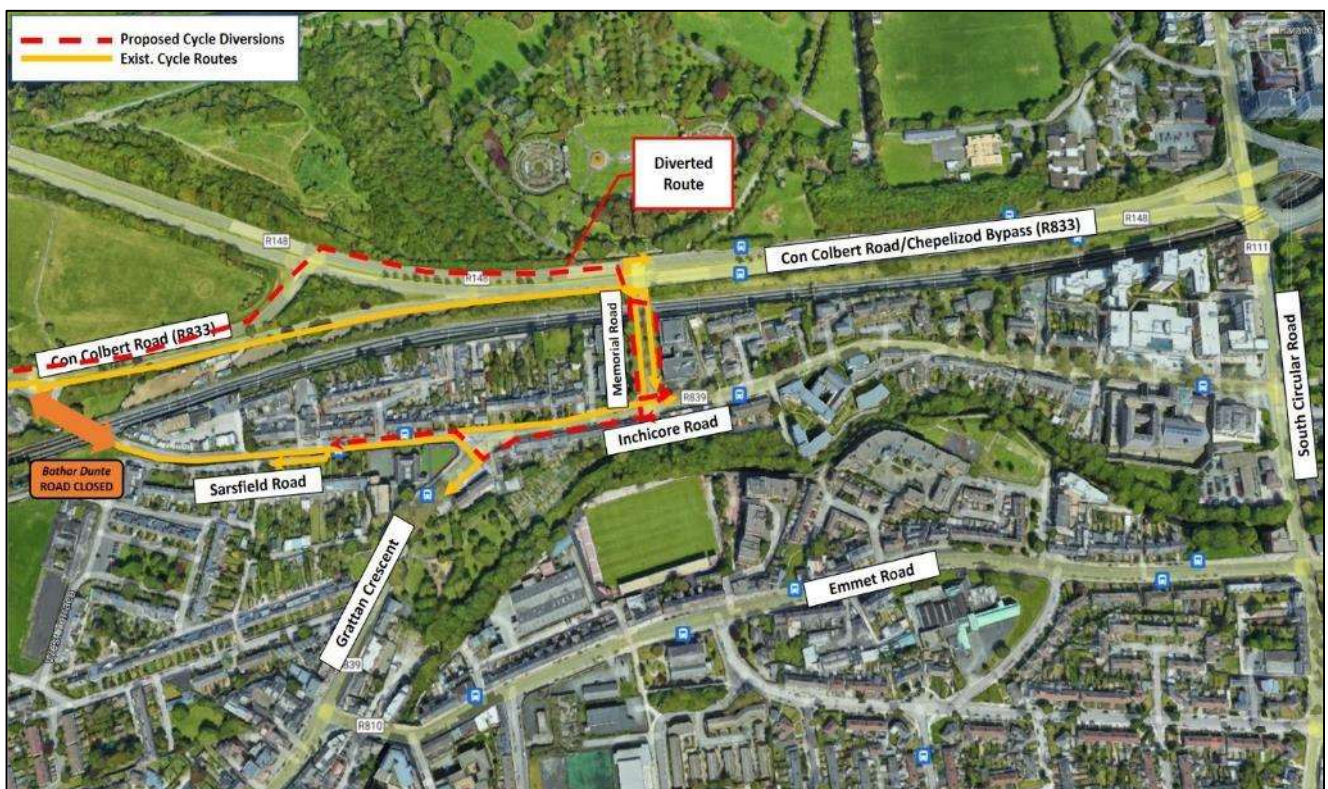 Proposed Cycle Diversions
Exist. Cycle Routes
Diverted
Route
R148
R148
Con Colbert Road/Chepelizod Bypass (R833)
R148
R111
Con Colbert Road (R833)
Memorial Road
South Circular Road
R839
Inchicore Road
Bothar Dunte
ROAD CLOSED
Sarsfield Road
Grattan Crescent
Emmet Road
R810